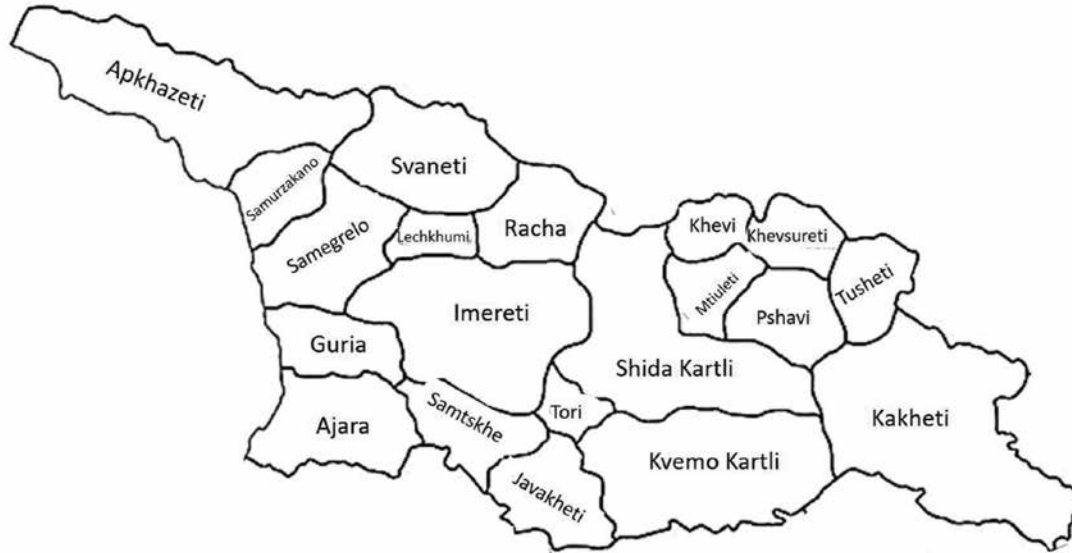 Apkhazeti
Samurzakano
Svaneti
Samegrelo
Lechkhumi
Racha
Khevi
Khevsureti
Mtiuleti
Pshavi
Tusheti
Imereti
Guria
Shida Kartli
Ajara
Samtskhe
Tori
Kakheti
Javakheti
Kvemo Kartli